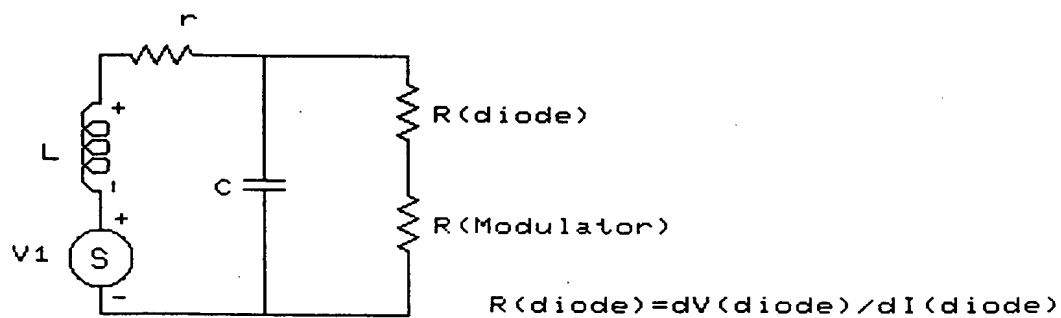 r
+
R(diode)
L
C
+
R(Modulator)
V1
S
-
R(diode)=dV(diode)/dI(diode)